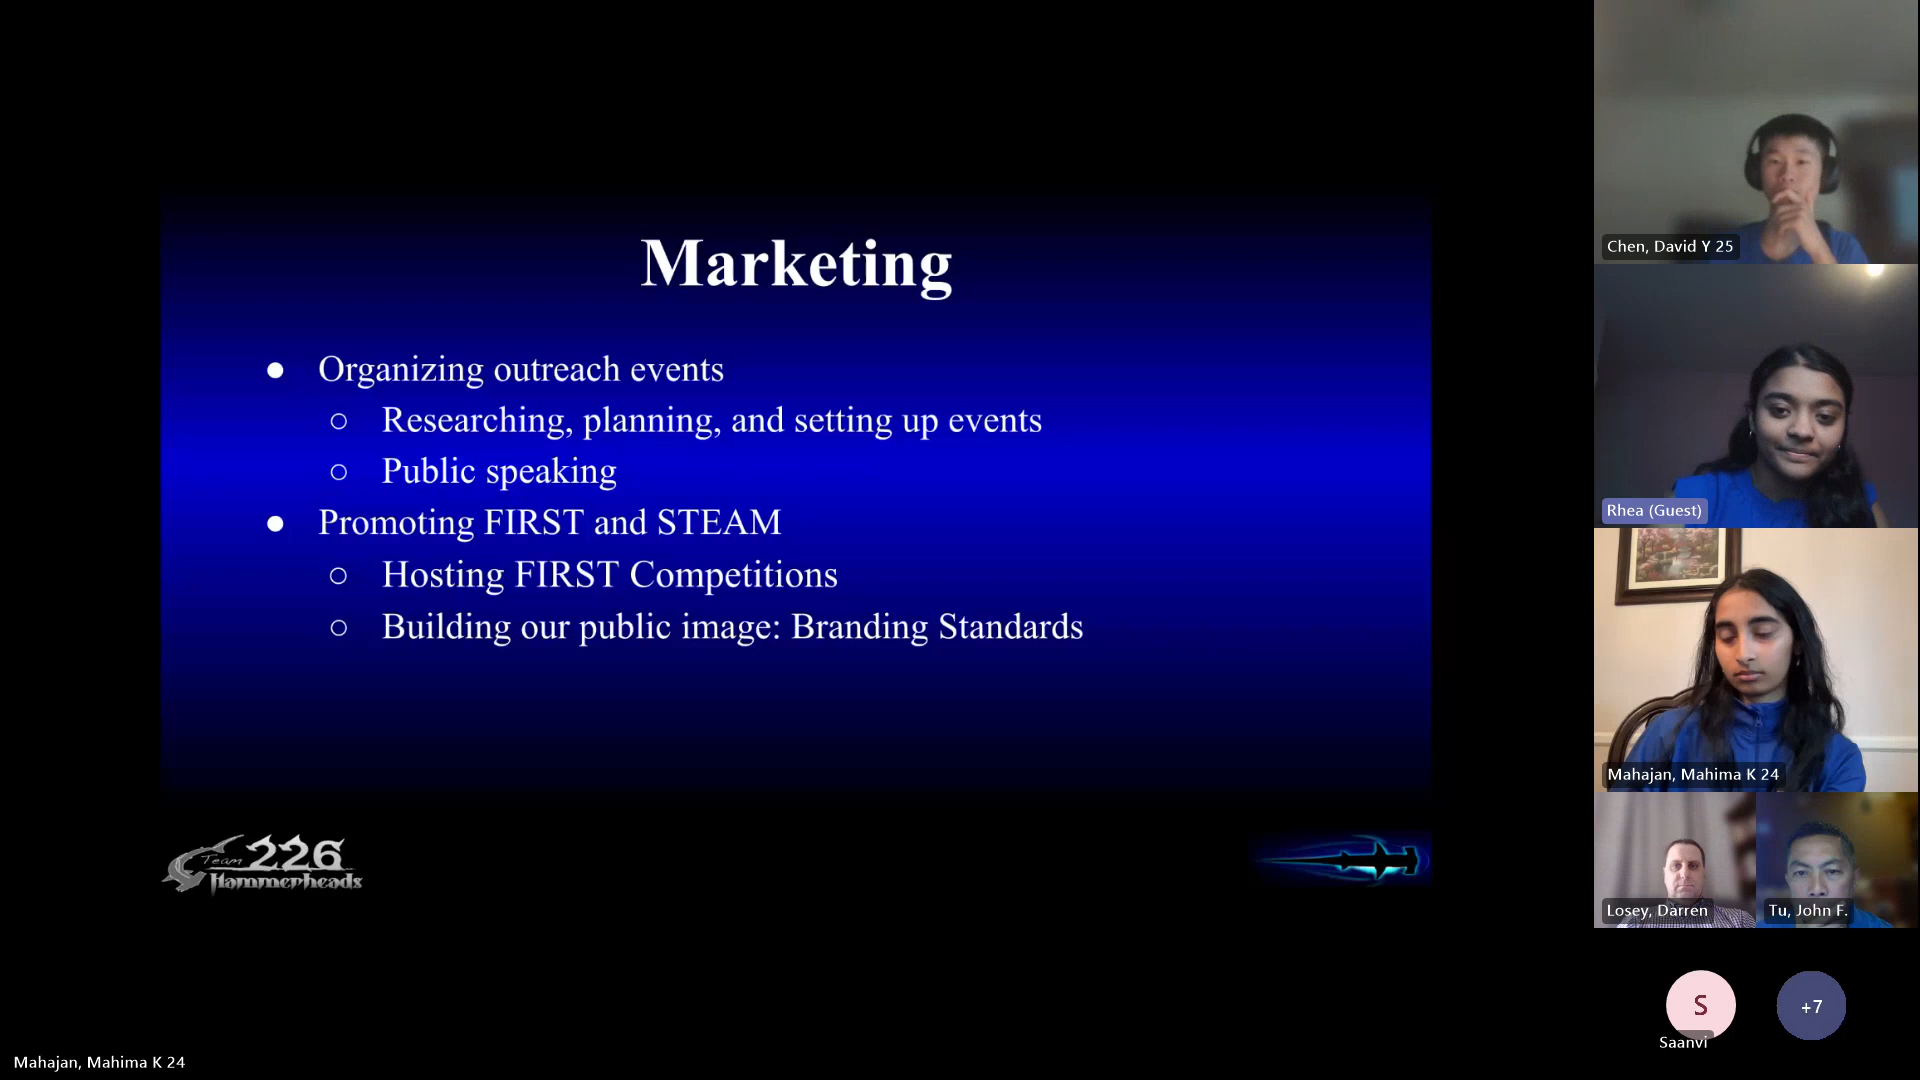 Marketing
● Organizing outreach events
○ Researching, planning, and setting up events
○ Public speaking
● Promoting FIRST and STEAM
○ Hosting FIRST Competitions
○ Building our public image: Branding Standards
Team 226
Hammerheads
Chen, David Y 25
Rhea (Guest)
Mahajan, Mahima K 24
Losey, Darren
Tu, John F.
S
Saanvi
+7
Mahajan, Mahima K 24